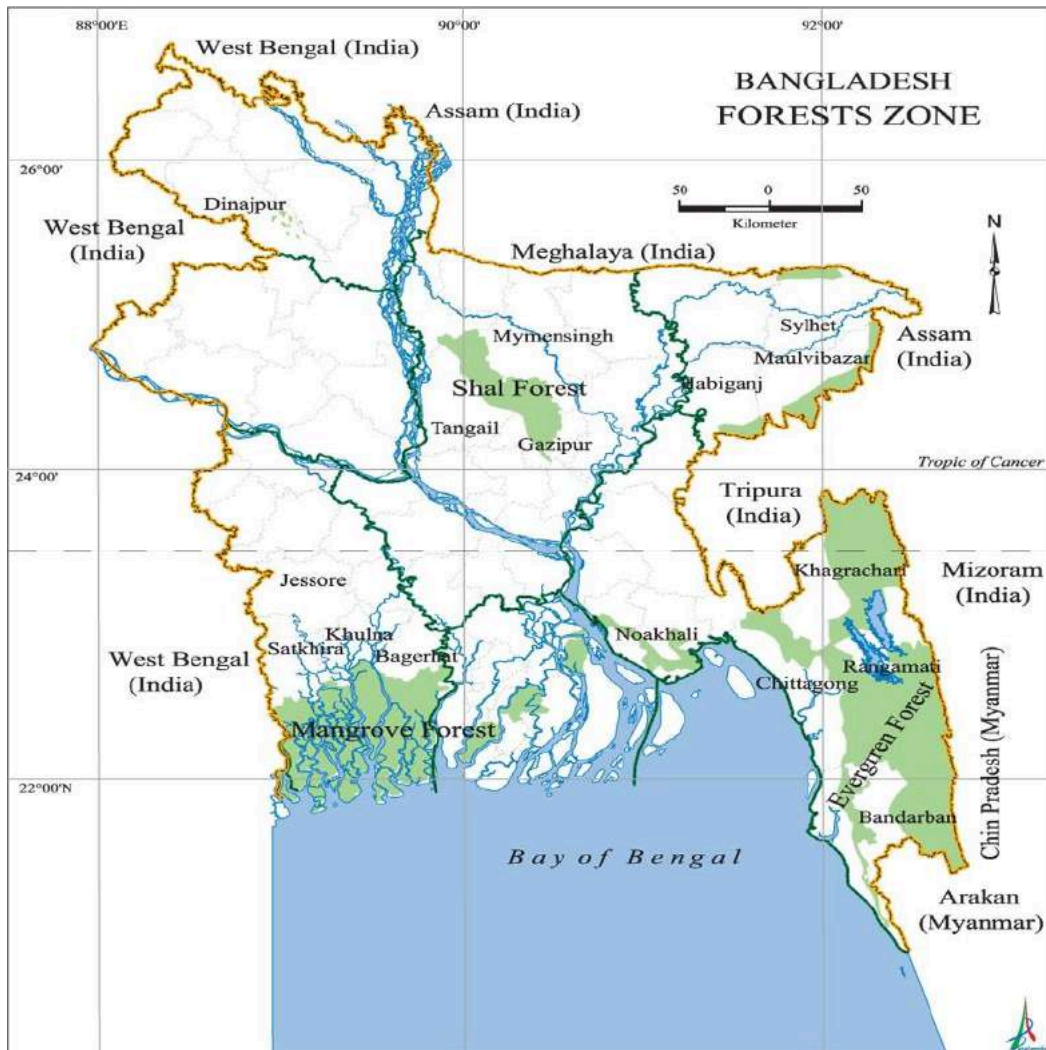 88°00'E
90°00'
92°00'
West Bengal (India)
BANGLADESH
FORESTS ZONE
Assam (India)
26°00'
50 0 50
Kilometer
N
Dinajpur
West Bengal
(India)
Meghalaya (India)
Mymensingh
Sylhet
Maulvibazar
Assam
(India)
Shal Forest
Habiganj
Tangail
Gazipur
24°00'
Tropic of Cancer
Tripura
(India)
Khagrachari
Mizoram
(India)
Jessore
Satkhira
Khulna
Bagerhat
Noakhali
West Bengal
(India)
Rangamati
Chittagong
Mangrove Forest
Evergrren Forest
Chin Pradesh (Myanmar)
22°00'N
Bandarban
Bay of Bengal
Arakan
(Myanmar)